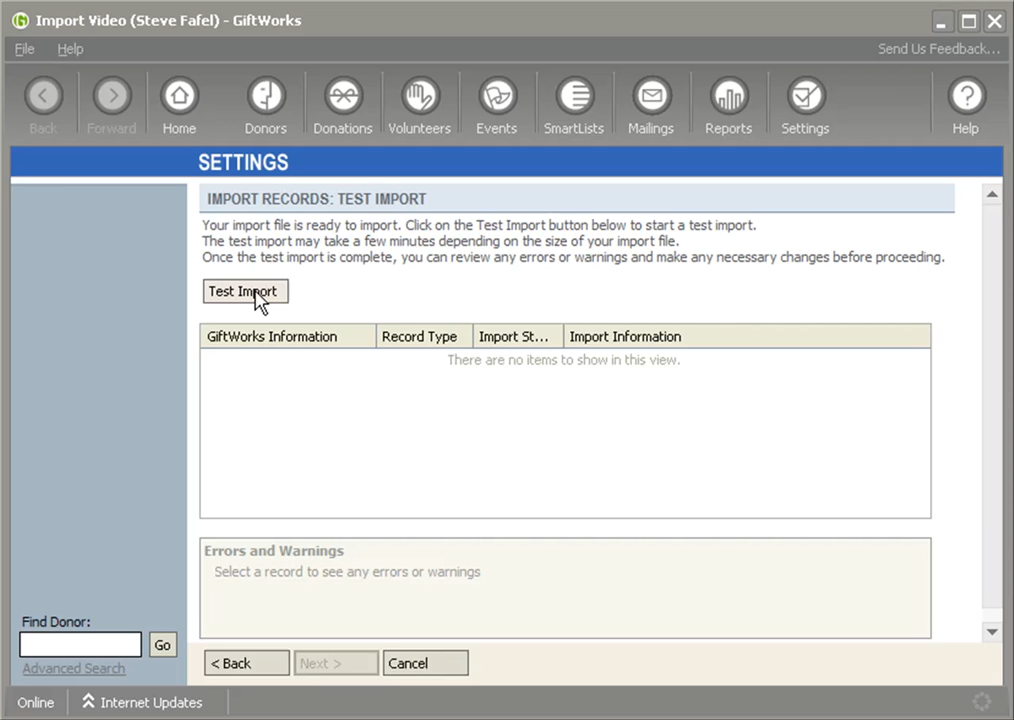 Import Video (Steve Fafel) - GiftWorks
File Help Send Us Feedback...
Back Forward Home Donors Donations Volunteers Events SmartLists Mailings Reports Settings Help
SETTINGS
IMPORT RECORDS: TEST IMPORT
Your import file is ready to import. Click on the Test Import button below to start a test import.
The test import may take a few minutes depending on the size of your import file.
Once the test import is complete, you can review any errors or warnings and make any necessary changes before proceeding.
Test Import
GiftWorks Information Record Type Import St... Import Information
There are no items to show in this view.
Errors and Warnings
Select a record to see any errors or warnings
Find Donor:
Go
Advanced Search
< Back Next > Cancel
Online Internet Updates